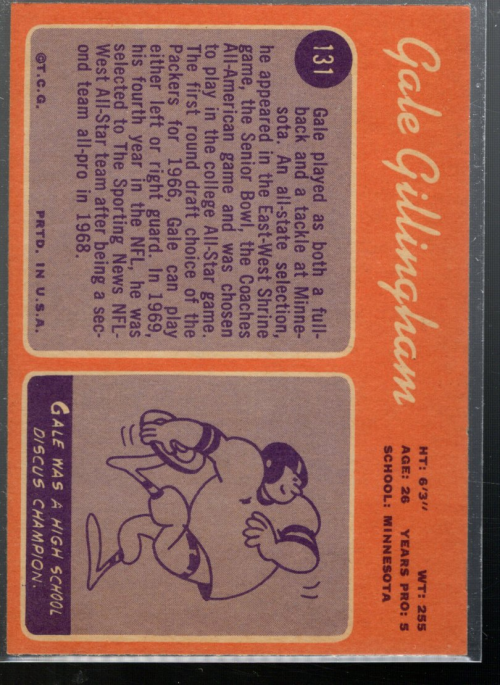 Gale Gillingham
HT: 6'3" WT: 255
AGE: 26 YEARS PRO: 5
SCHOOL: MINNESOTA
131
Gale played as both a full-
back and a tackle at Minne-
sota. An all-state selection,
he appeared in the East-West Shrine
game, the Senior Bowl, the Coaches
All-American game and was chosen
to play in the college All-Star game.
The first round draft choice of the
Packers for 1966, Gale can play
either left or right guard. In 1969,
his fourth year in the NFL, he was
selected to The Sporting News NFL-
West All-Star team after being a sec-
ond team all-pro in 1968.
©T.C.G. PRTD. IN U.S.A.
GALE WAS A HIGH SCHOOL
DISCUS CHAMPION.